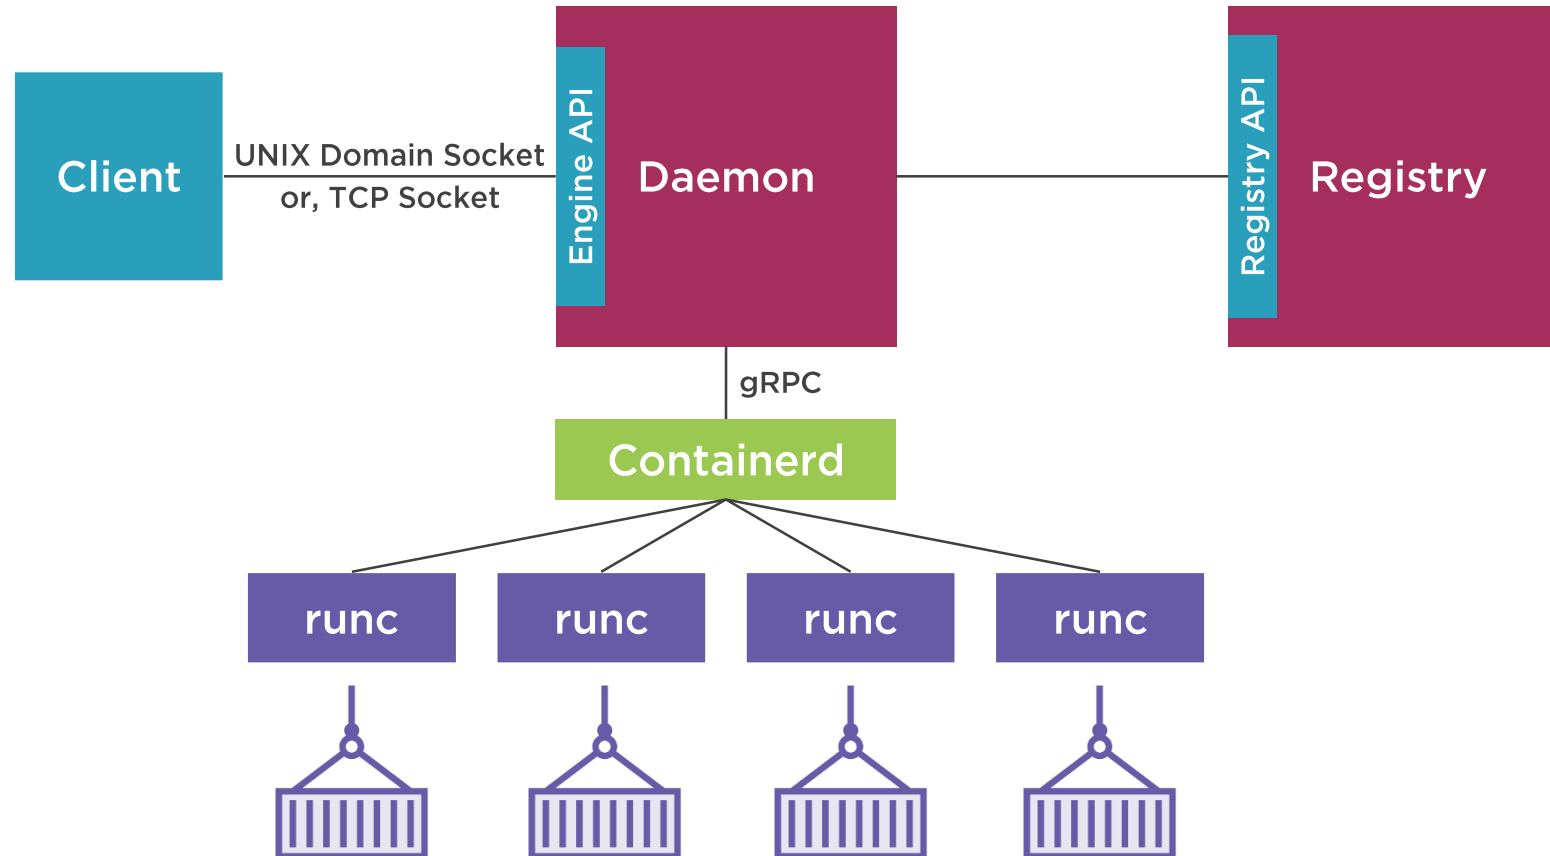 Client
UNIX Domain Socket
or, TCP Socket
Engine API
Daemon
Registry API
Registry
gRPC
Containerd
runc
runc
runc
runc